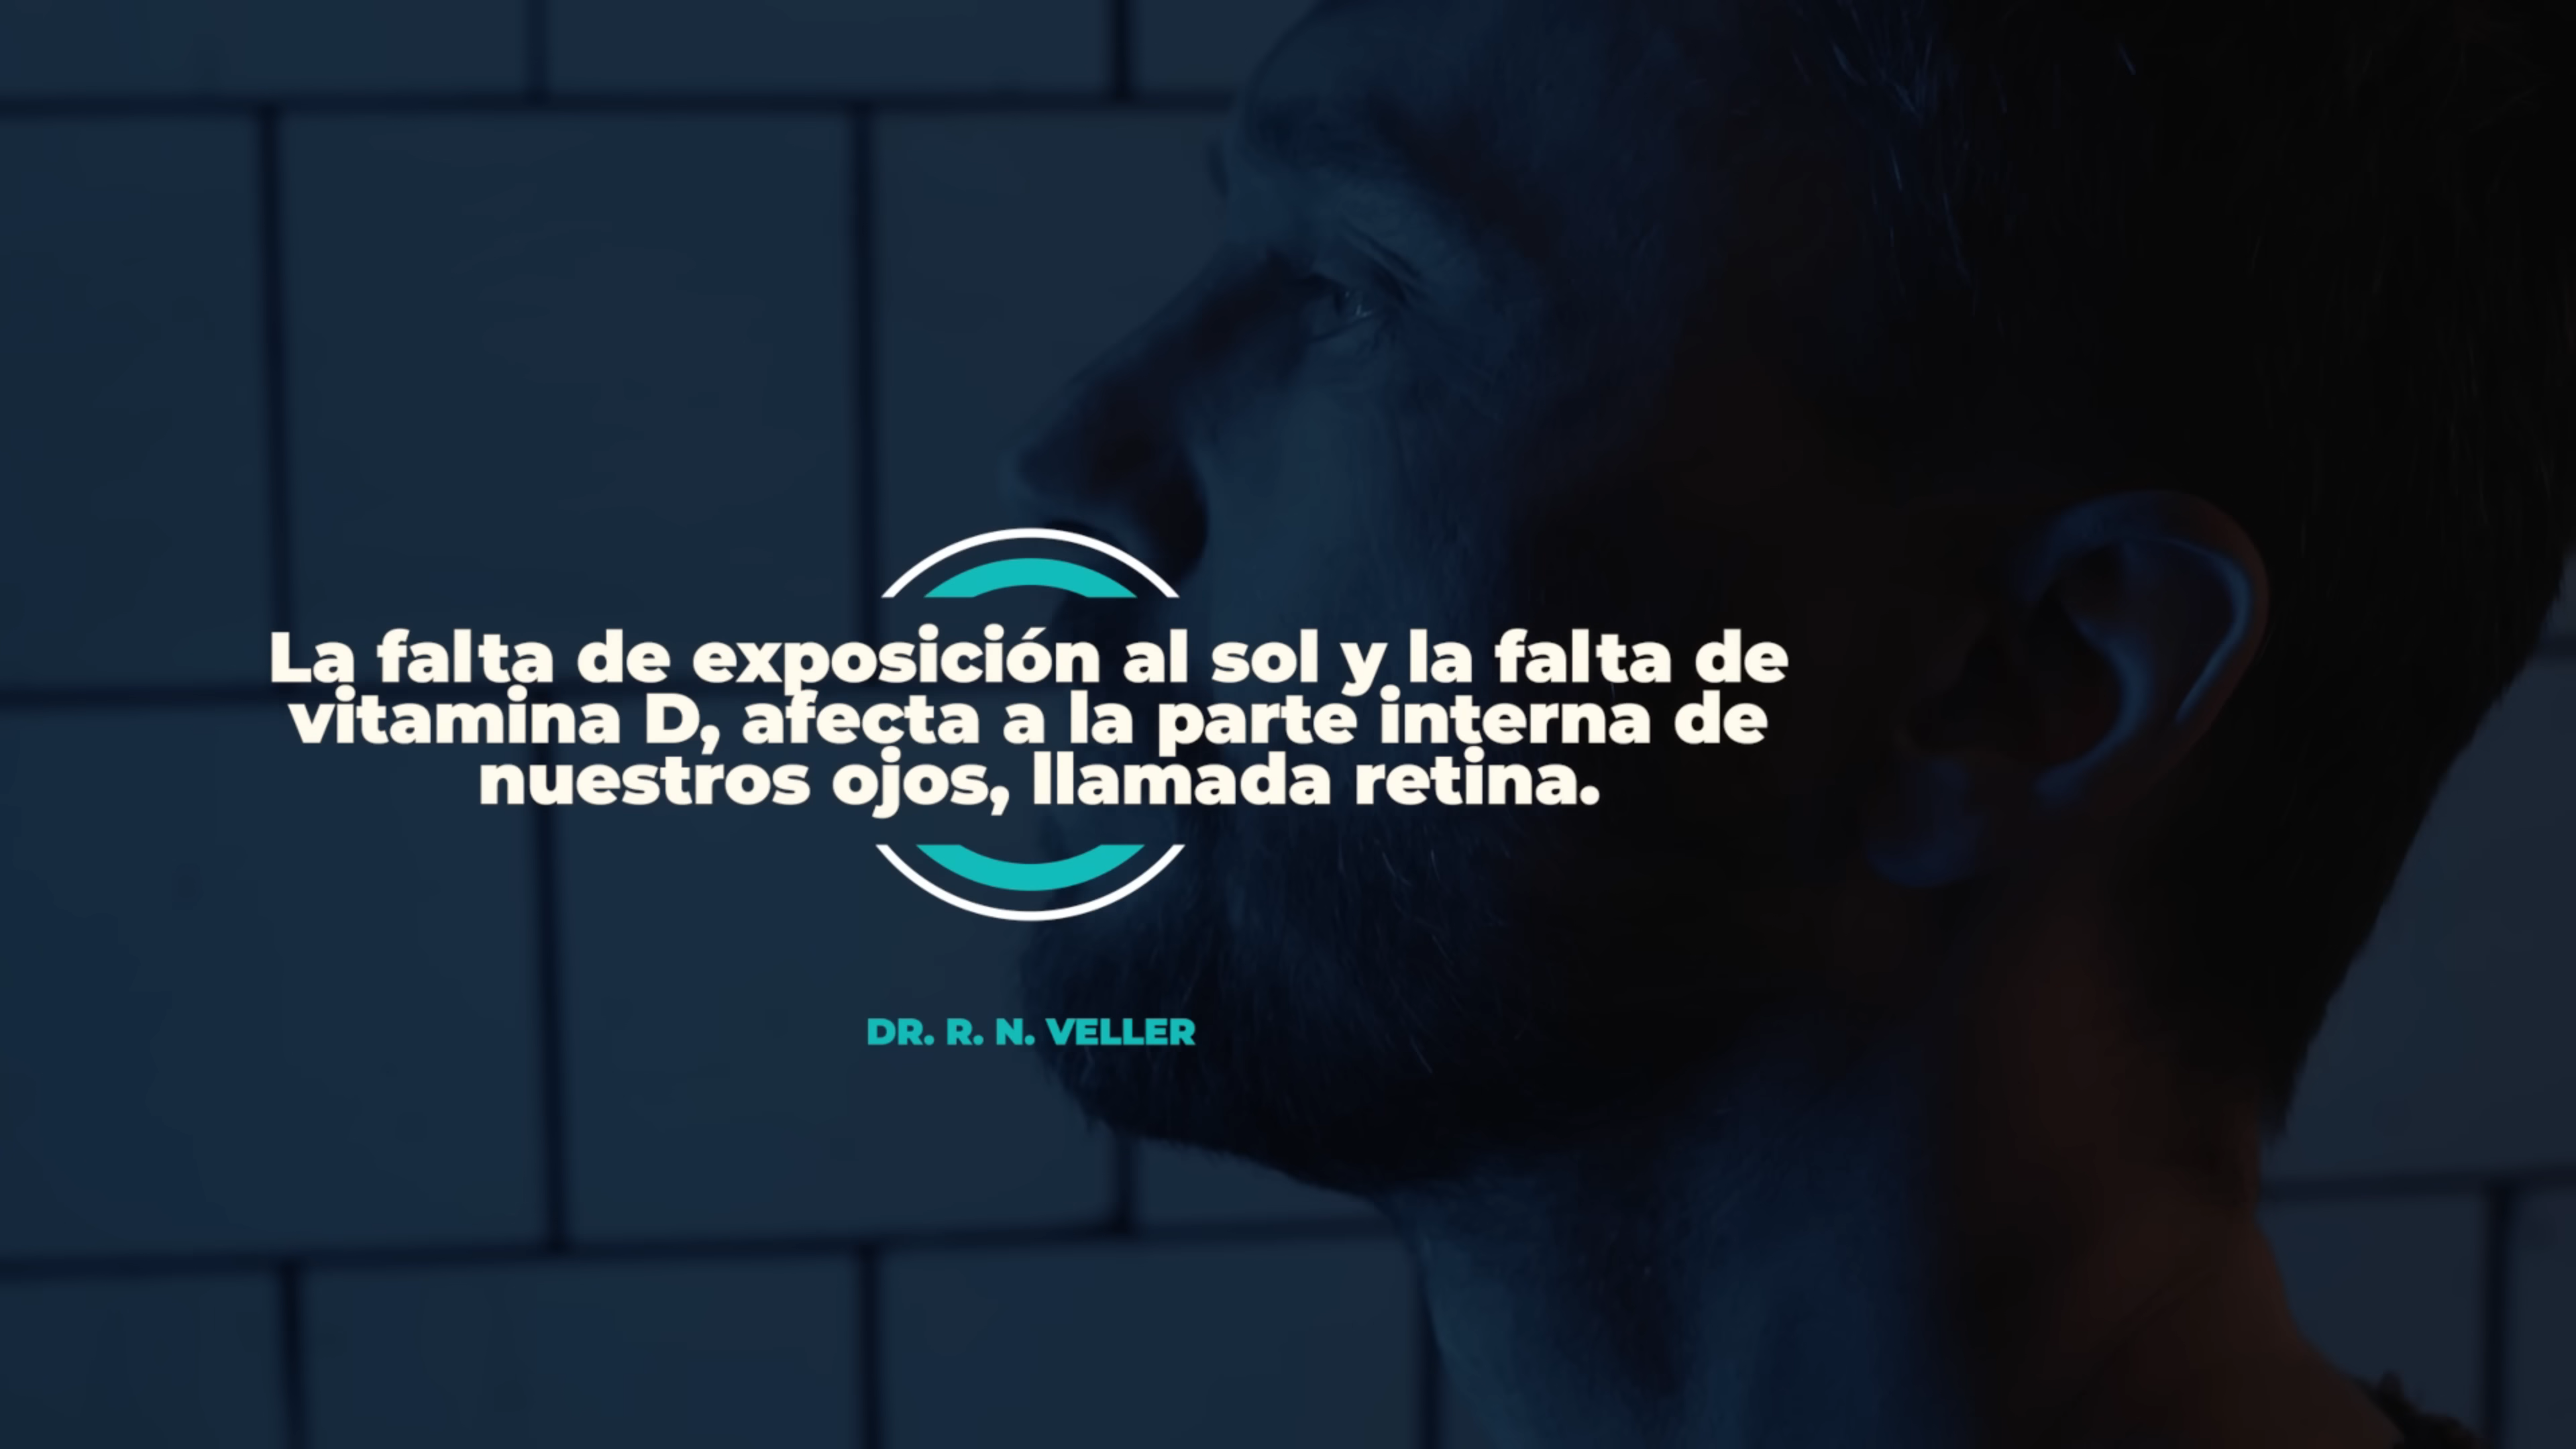 La falta de exposición al sol y la falta de
vitamina D, afecta a la parte interna de
nuestros ojos, llamada retina.
DR. R. N. VELLER